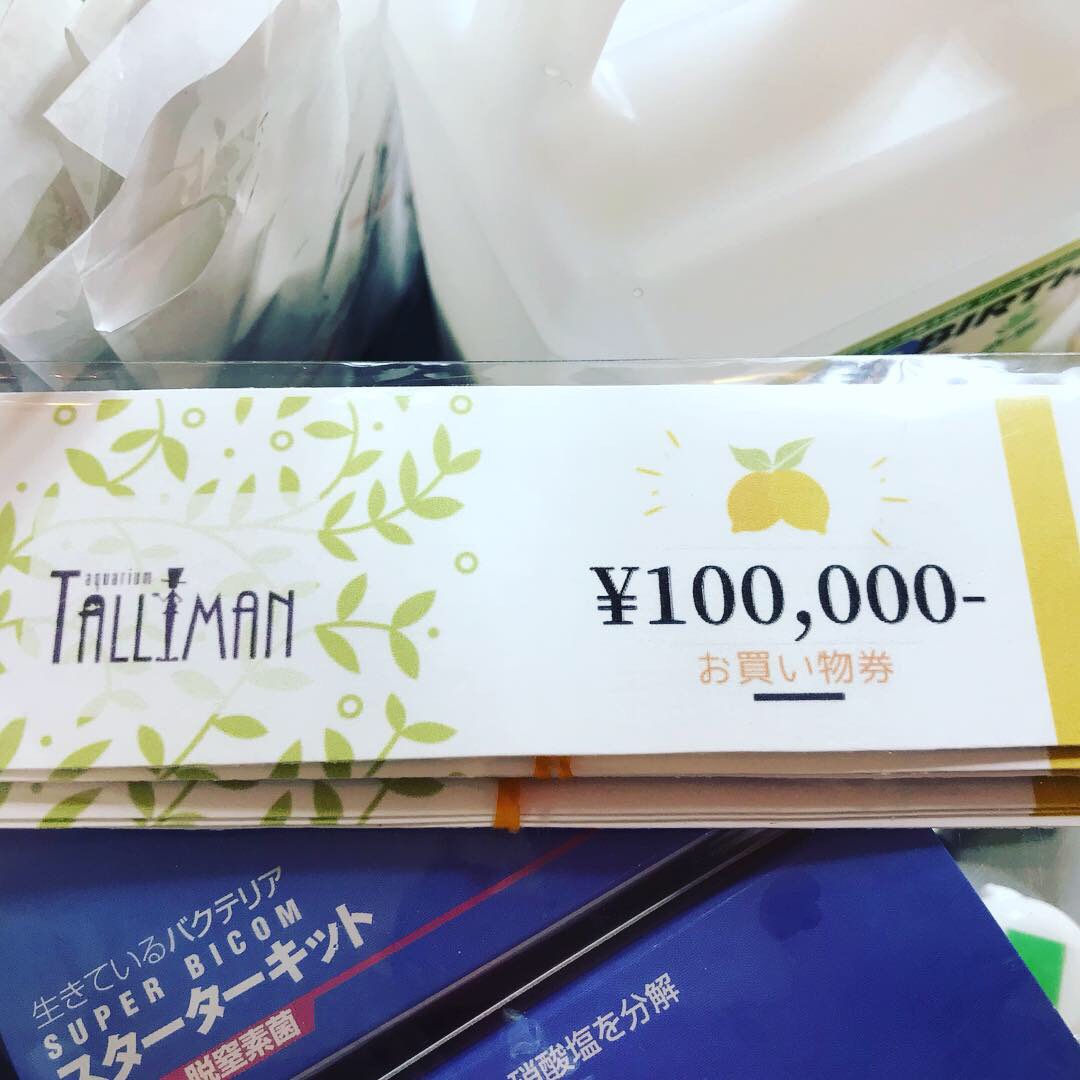 BIRTH
aquarium
TALLMAN
¥100,000-
お買い物券
生きているバクテリア
SUPER BICOM
スターターキット
脱窒素菌
硝酸塩を分解